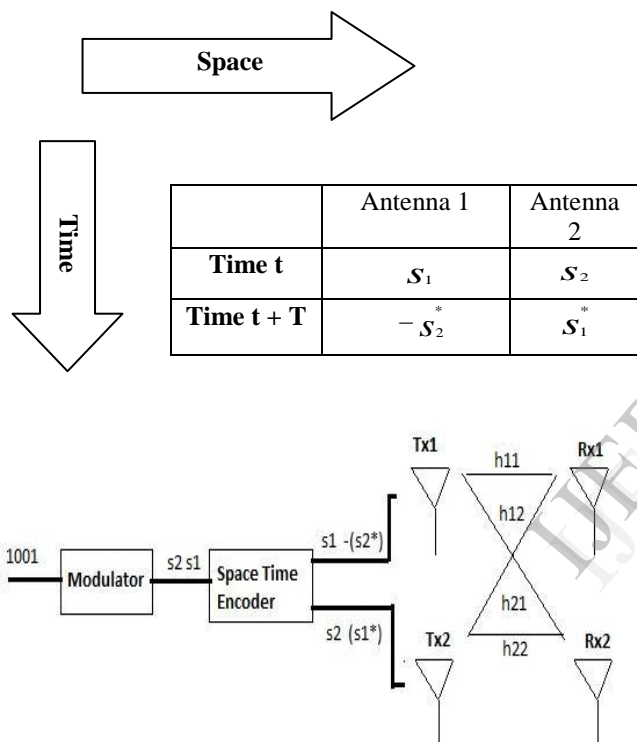 Space
Time
Antenna 1
Antenna
2
Time t
s₁
s₂
Time t + T
− s₂*
s₁*
Tx1
h11
Rx1
h12
1001
Modulator
s2 s1
Space Time
Encoder
s1 -(s2*)
s2 (s1*)
h21
Tx2
h22
Rx2